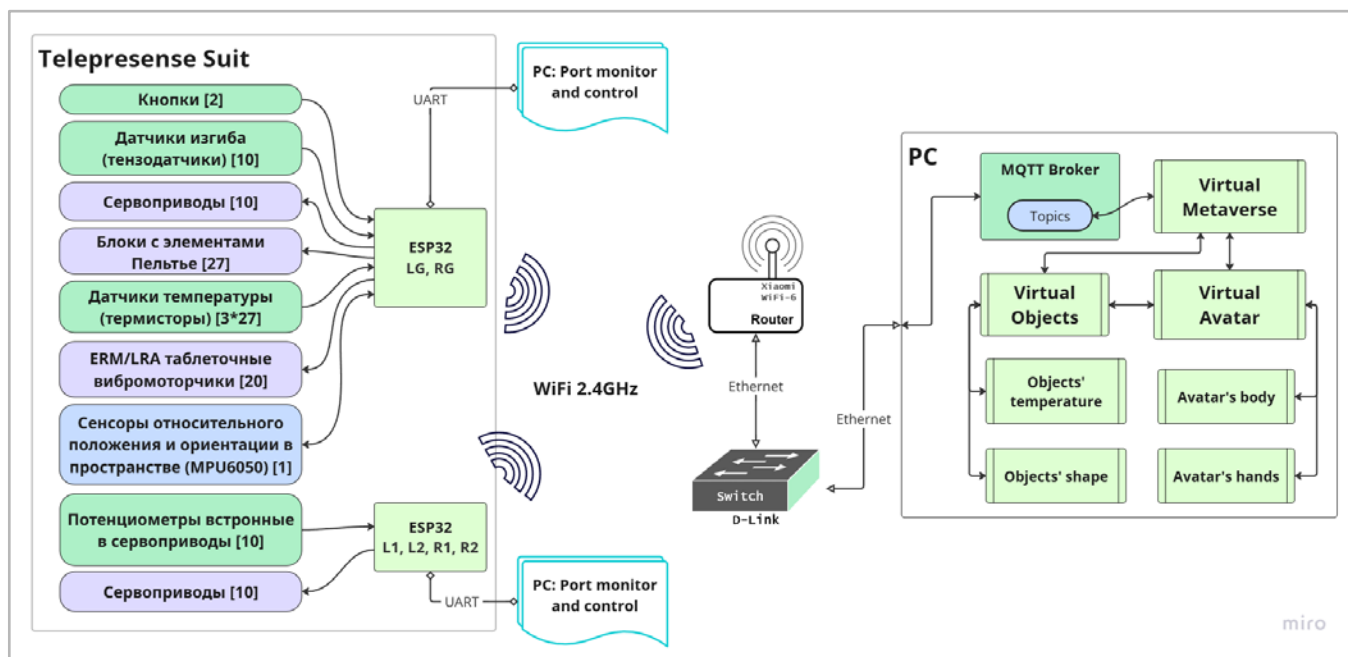 Telepresense Suit
Кнопки [2]
Датчики изгиба
(тензодатчики) [10]
Сервоприводы [10]
Блоки с элементами
Пельтье [27]
Датчики температуры
(термисторы) [3*27]
ERM/LRA таблеточные
вибромоторчики [20]
Сенсоры относительного
положения и ориентации в
пространстве (MPU6050) [1]
Потенциометры встронные
в сервоприводы [10]
Сервоприводы [10]
ESP32
LG, RG
ESP32
L1, L2, R1, R2
UART
PC: Port monitor
and control
UART
PC: Port monitor
and control
WiFi 2.4GHz
Xiaomi
WiFi-6
Router
Ethernet
Switch
D-Link
Ethernet
PC
MQTT Broker
Topics
Virtual
Metaverse
Virtual
Objects
Virtual
Avatar
Objects'
temperature
Avatar's body
Objects' shape
Avatar's hands
miro